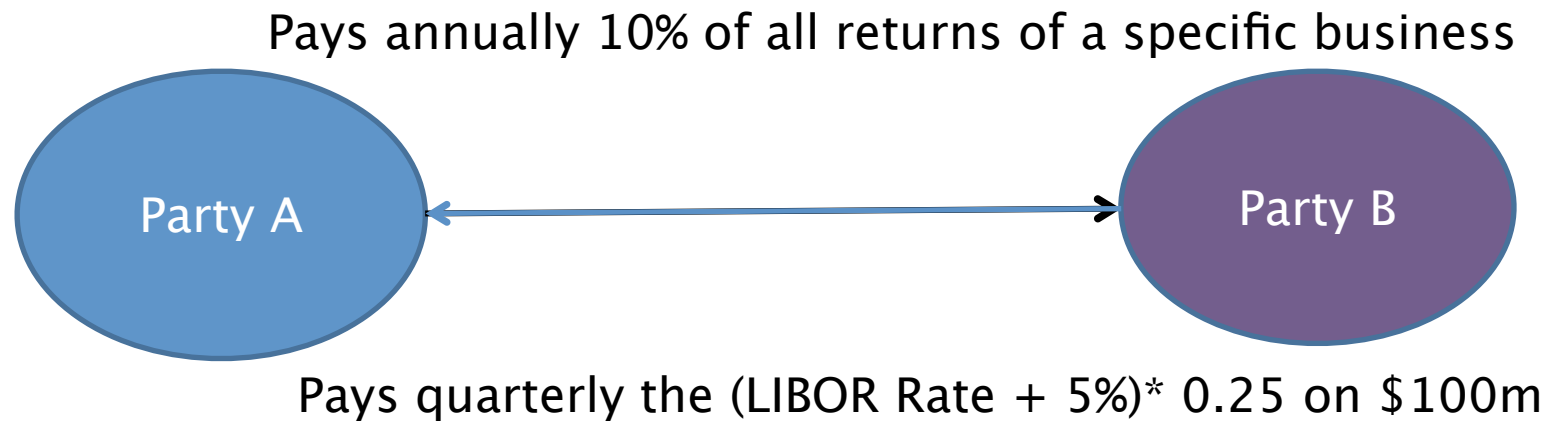 Pays annually 10% of all returns of a specific business
Party A
Party B
Pays quarterly the (LIBOR Rate + 5%)* 0.25 on $100m